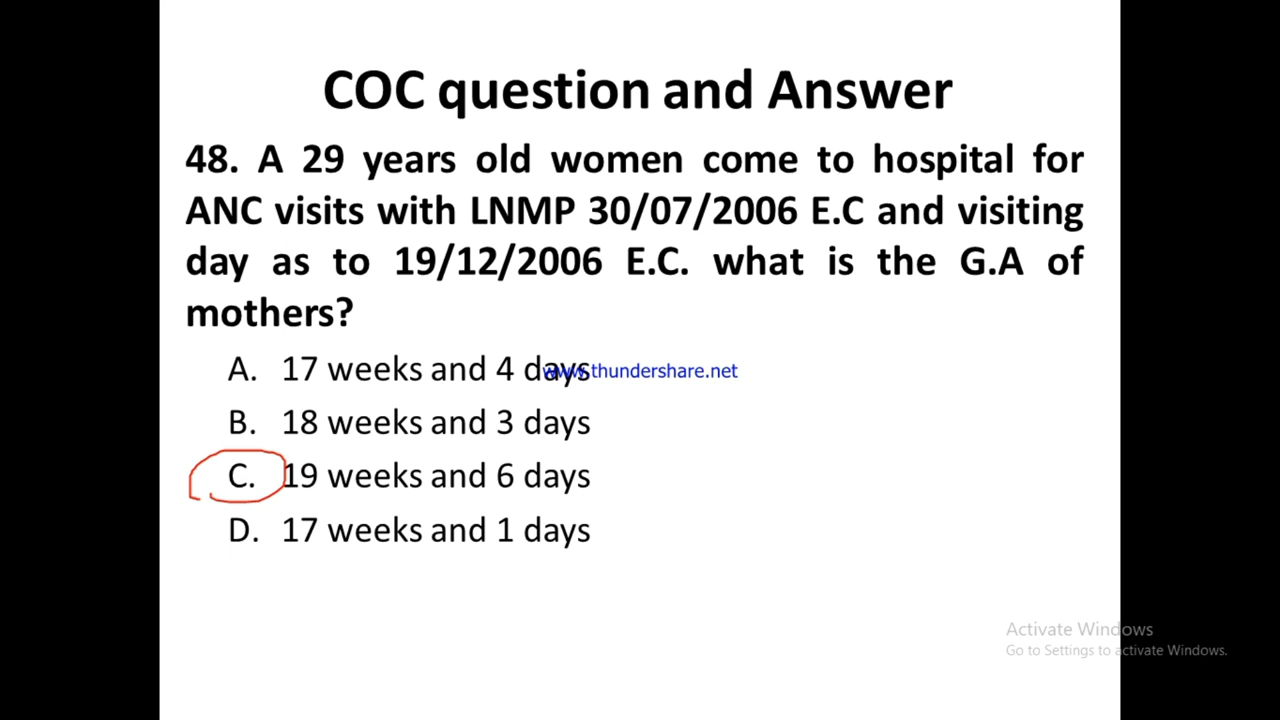 COC question and Answer
48. A 29 years old women come to hospital for
ANC visits with LNMP 30/07/2006 E.C and visiting
day as to 19/12/2006 E.C. what is the G.A of
mothers?
A. 17 weeks and 4 days
www.thundershare.net
B. 18 weeks and 3 days
C. 19 weeks and 6 days
D. 17 weeks and 1 days
Activate Windows
Go to Settings to activate Windows.